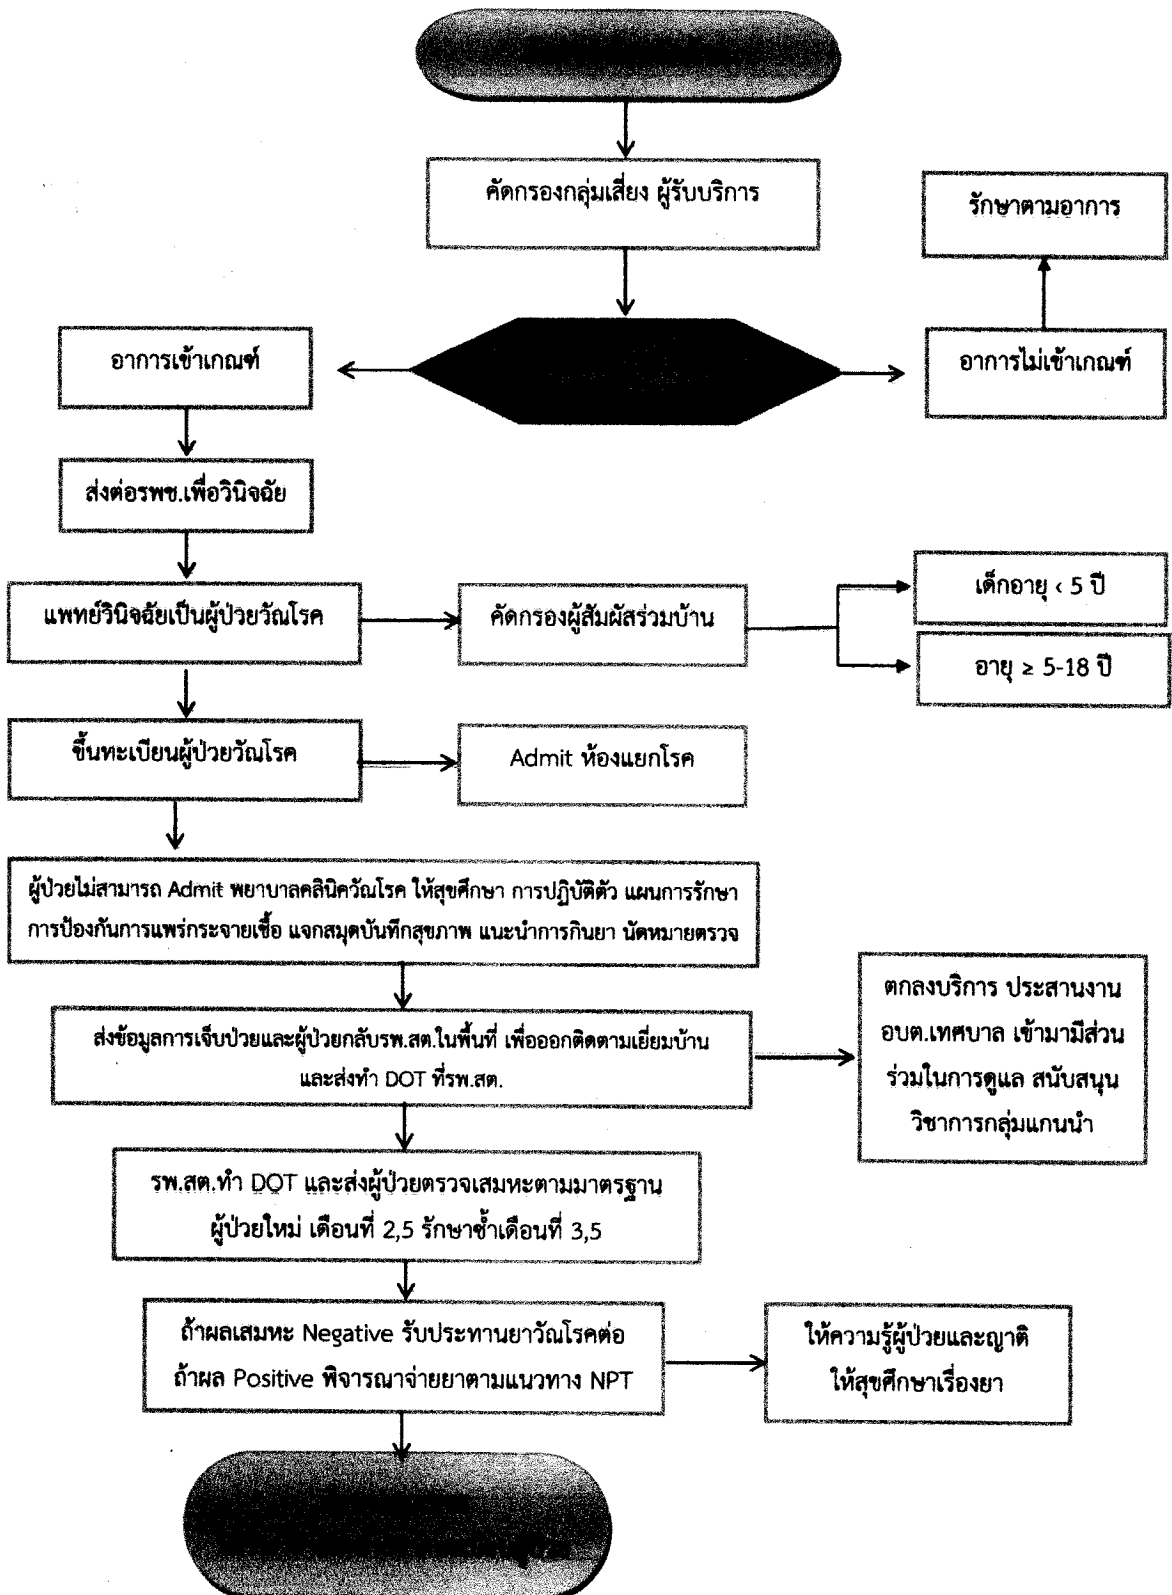 คัดกรองกลุ่มเสี่ยง ผู้รับบริการ
รักษาตามอาการ
อาการเข้าเกณฑ์
อาการไม่เข้าเกณฑ์
ส่งต่อรพช.เพื่อวินิจฉัย
แพทย์วินิจฉัยเป็นผู้ป่วยวัณโรค
คัดกรองผู้สัมผัสร่วมบ้าน
เด็กอายุ < 5 ปี
อายุ ≥ 5-18 ปี
ขึ้นทะเบียนผู้ป่วยวัณโรค
Admit ห้องแยกโรค
ผู้ป่วยไม่สามารถ Admit พยาบาลคลินิควัณโรค ให้สุขศึกษา การปฏิบัติตัว แผนการรักษา
การป้องกันการแพร่กระจายเชื้อ แจกสมุดบันทึกสุขภาพ แนะนำการกินยา นัดหมายตรวจ
ส่งข้อมูลการเจ็บป่วยและผู้ป่วยกลับรพ.สต.ในพื้นที่ เพื่อออกติดตามเยี่ยมบ้าน
และส่งทำ DOT ที่รพ.สต.
ตกลงบริการ ประสานงาน
อบต.เทศบาล เข้ามามีส่วน
ร่วมในการดูแล สนับสนุน
วิชาการกลุ่มแกนนำ
รพ.สต.ทำ DOT และส่งผู้ป่วยตรวจเสมหะตามมาตรฐาน
ผู้ป่วยใหม่ เดือนที่ 2,5 รักษาซ้ำเดือนที่ 3,5
ถ้าผลเสมหะ Negative รับประทานยาวัณโรคต่อ
ถ้าผล Positive พิจารณาจ่ายยาตามแนวทาง NPT
ให้ความรู้ผู้ป่วยและญาติ
ให้สุขศึกษาเรื่องยา